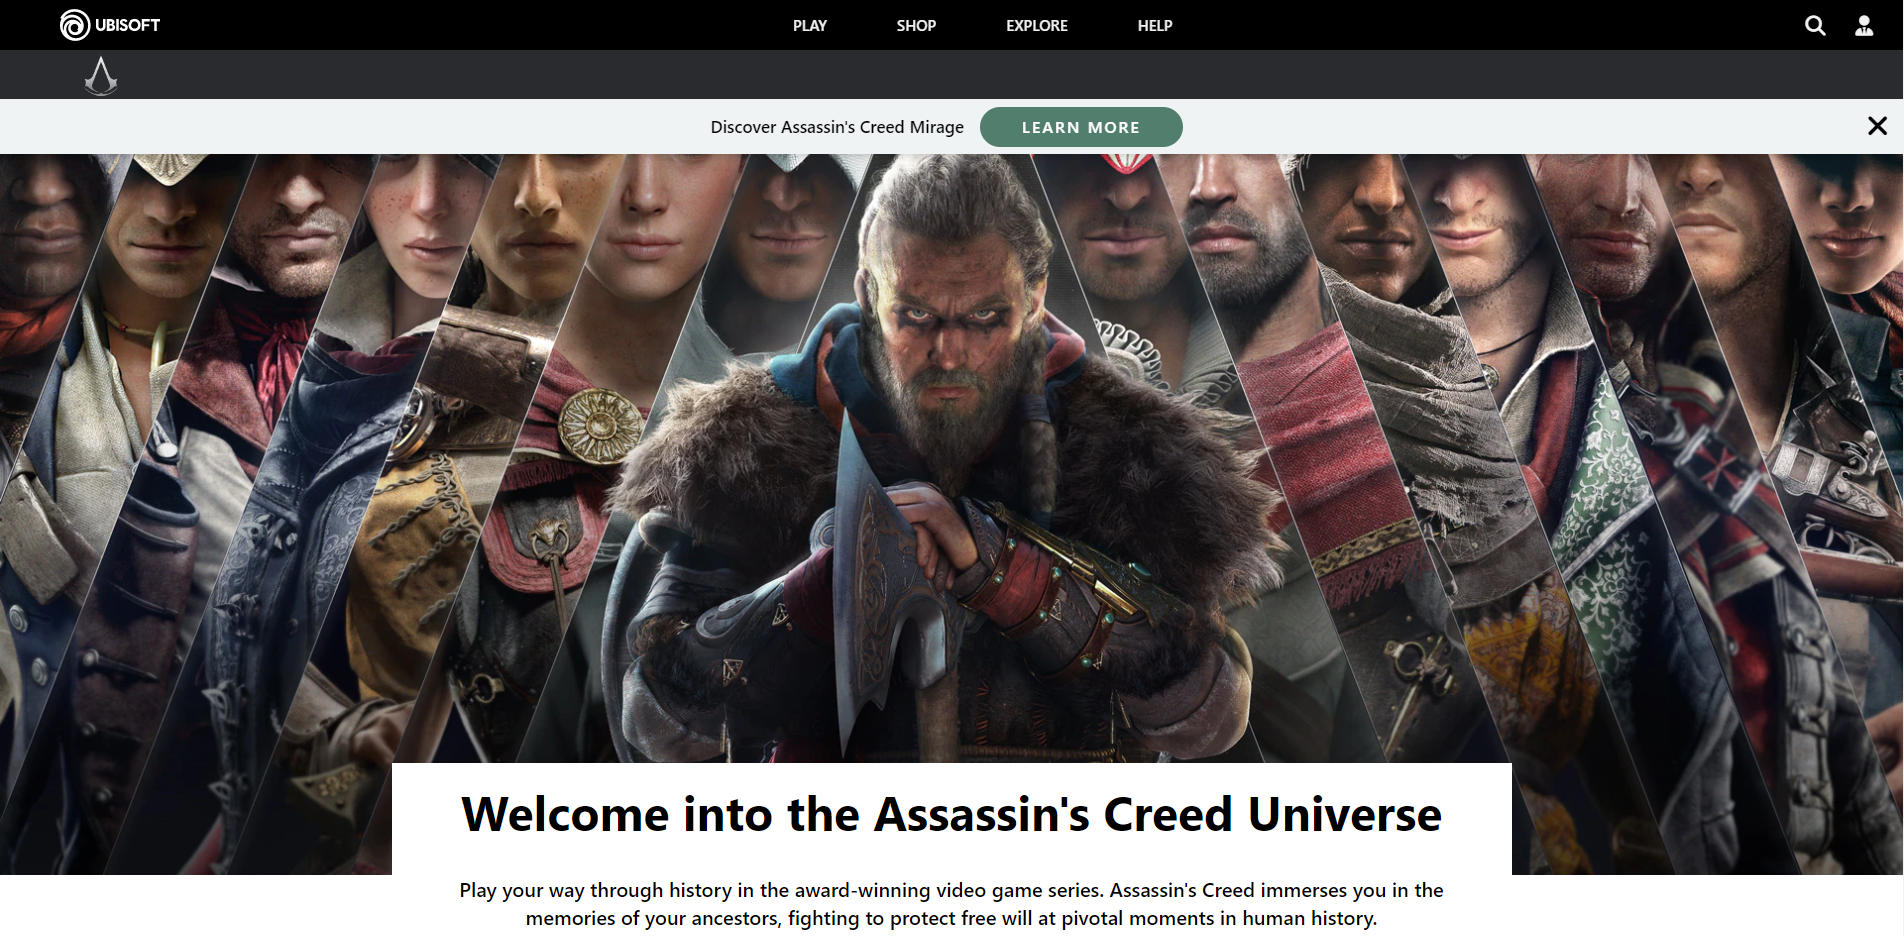 UBISOFT
PLAY
SHOP
EXPLORE
HELP
Discover Assassin's Creed Mirage
LEARN MORE
Welcome into the Assassin's Creed Universe
Play your way through history in the award-winning video game series. Assassin's Creed immerses you in the
memories of your ancestors, fighting to protect free will at pivotal moments in human history.